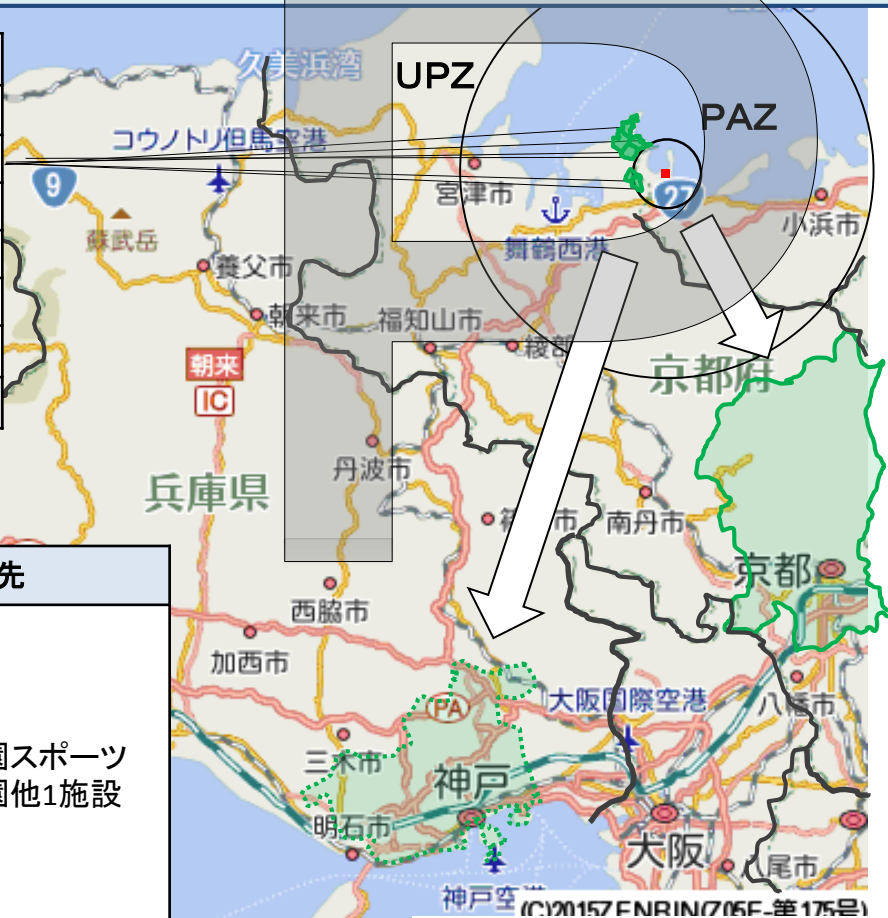 久美浜湾
UPZ
PAZ
コウノトリ但馬空港
9
宮津市
27
蘇武岳
舞鶴西港
小浜市
養父市
朝来市
福知山市
綾部
朝来
IC
京都府
丹波市
兵庫県
市
南丹市
先
京都
西脇市
加西市
PA
大阪国際空港
八幡市
園スポーツ
三木市
園他1施設
神戸
明石市
大阪
八尾市
神戸空港
(C)2015ZENRIN(Z05E-第175号)